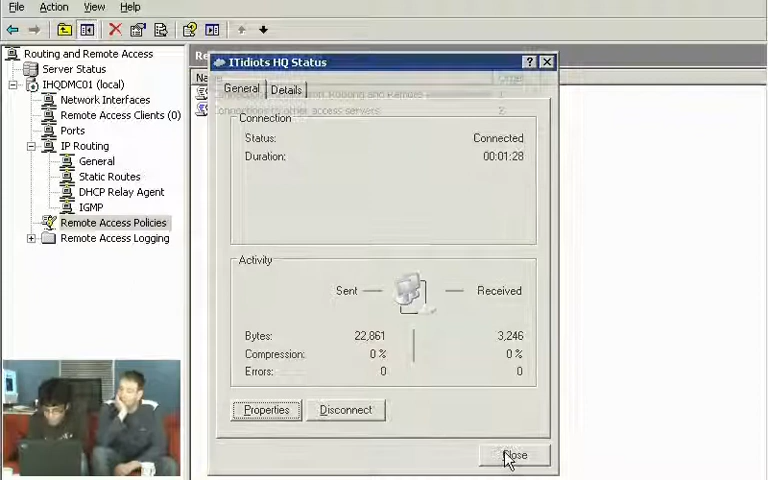 File Action View Help
Routing and Remote Access
Server Status
IHQDMC01 (local)
Network Interfaces
Remote Access Clients (0)
Ports
IP Routing
General
Static Routes
DHCP Relay Agent
IGMP
Remote Access Policies
Remote Access Logging
ITidiots HQ Status
General Details
Connection
Status: Connected
Duration: 00:01:28
Activity
Sent Received
Bytes: 22,861 3,246
Compression: 0 % 0 %
Errors: 0 0
Properties Disconnect
Close